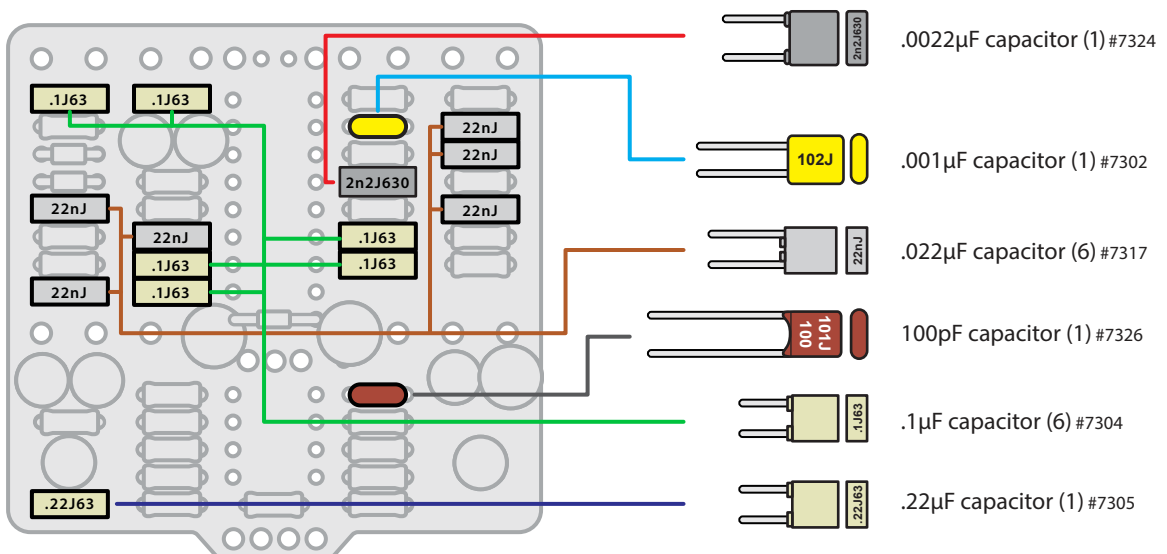 .1J63 .1J63
22nJ
22nJ
2n2J630
22nJ 22nJ
22nJ .1J63
.1J63 .1J63
22nJ .1J63
.22J63
2n2J630 .0022µF capacitor (1) #7324
102J .001µF capacitor (1) #7302
22nJ .022µF capacitor (6) #7317
101J
100 100pF capacitor (1) #7326
.1J63 .1µF capacitor (6) #7304
.22J63 .22µF capacitor (1) #7305